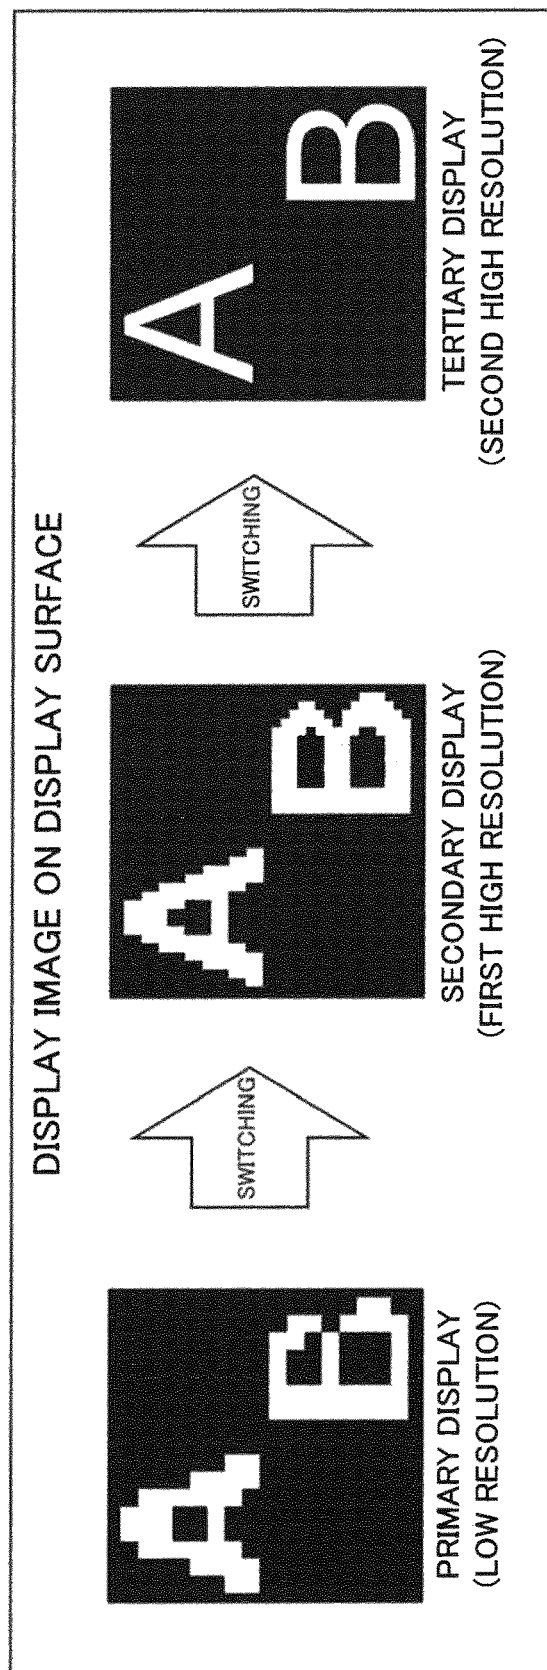 DISPLAY IMAGE ON DISPLAY SURFACE
A
B
PRIMARY DISPLAY
(LOW RESOLUTION)
SWITCHING
A
B
SECONDARY DISPLAY
(FIRST HIGH RESOLUTION)
SWITCHING
A
B
TERTIARY DISPLAY
(SECOND HIGH RESOLUTION)